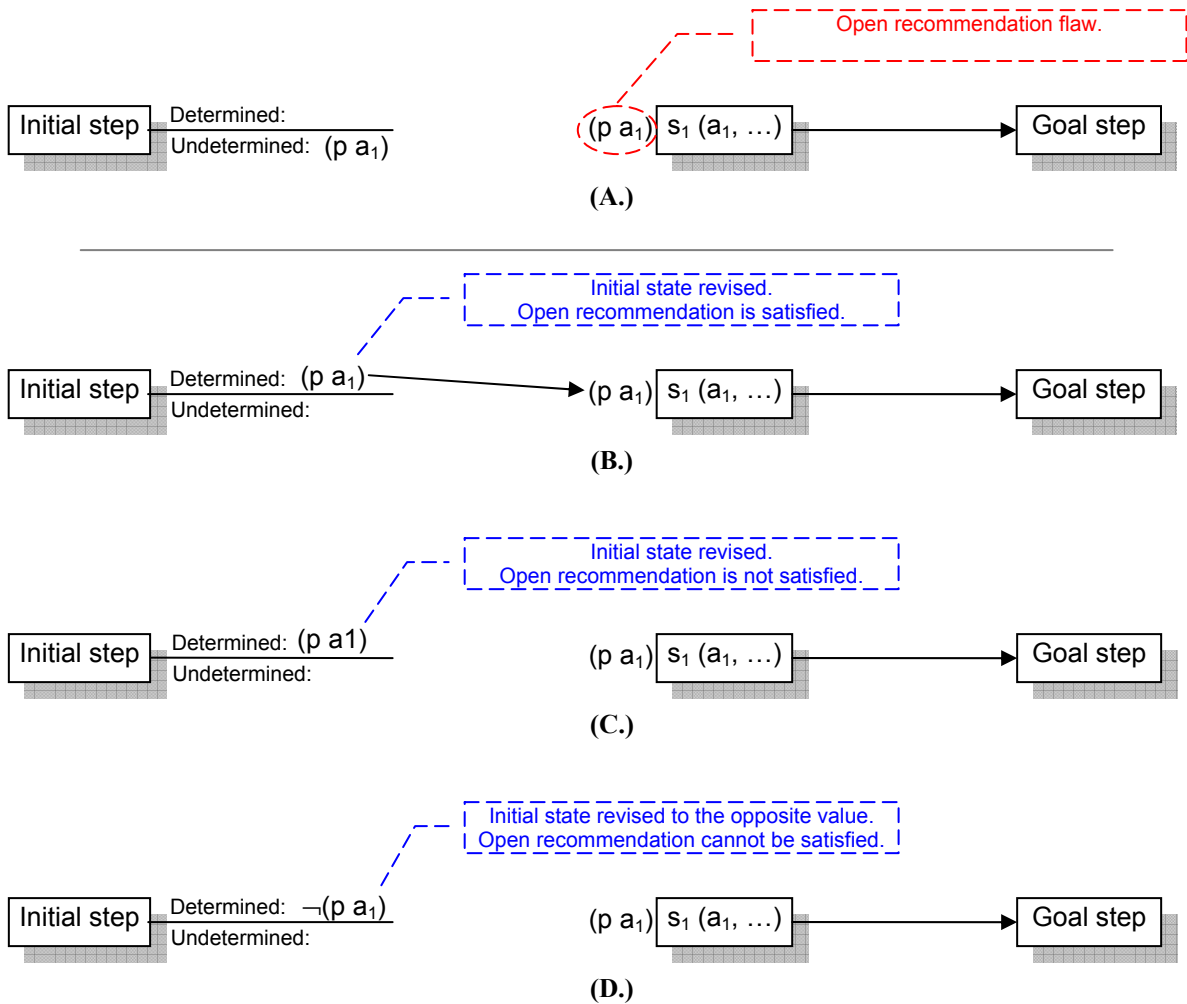 Open recommendation flaw.
Initial step
Determined:
Undetermined: (p a₁)
(p a₁)
s₁ (a₁, …)
Goal step
(A.)
Initial state revised.
Open recommendation is satisfied.
Initial step
Determined: (p a₁)
Undetermined:
(p a₁)
s₁ (a₁, …)
Goal step
(B.)
Initial state revised.
Open recommendation is not satisfied.
Initial step
Determined: (p a1)
Undetermined:
(p a₁)
s₁ (a₁, …)
Goal step
(C.)
Initial state revised to the opposite value.
Open recommendation cannot be satisfied.
Initial step
Determined: ¬(p a₁)
Undetermined:
(p a₁)
s₁ (a₁, …)
Goal step
(D.)